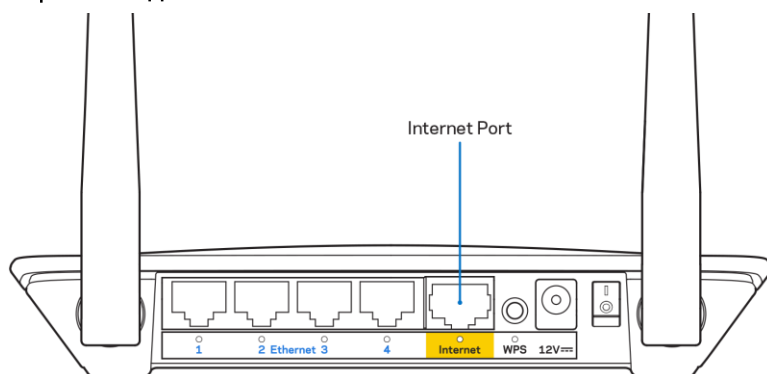 Internet Port
1 2 Ethernet 3 4 Internet WPS 12V⎓